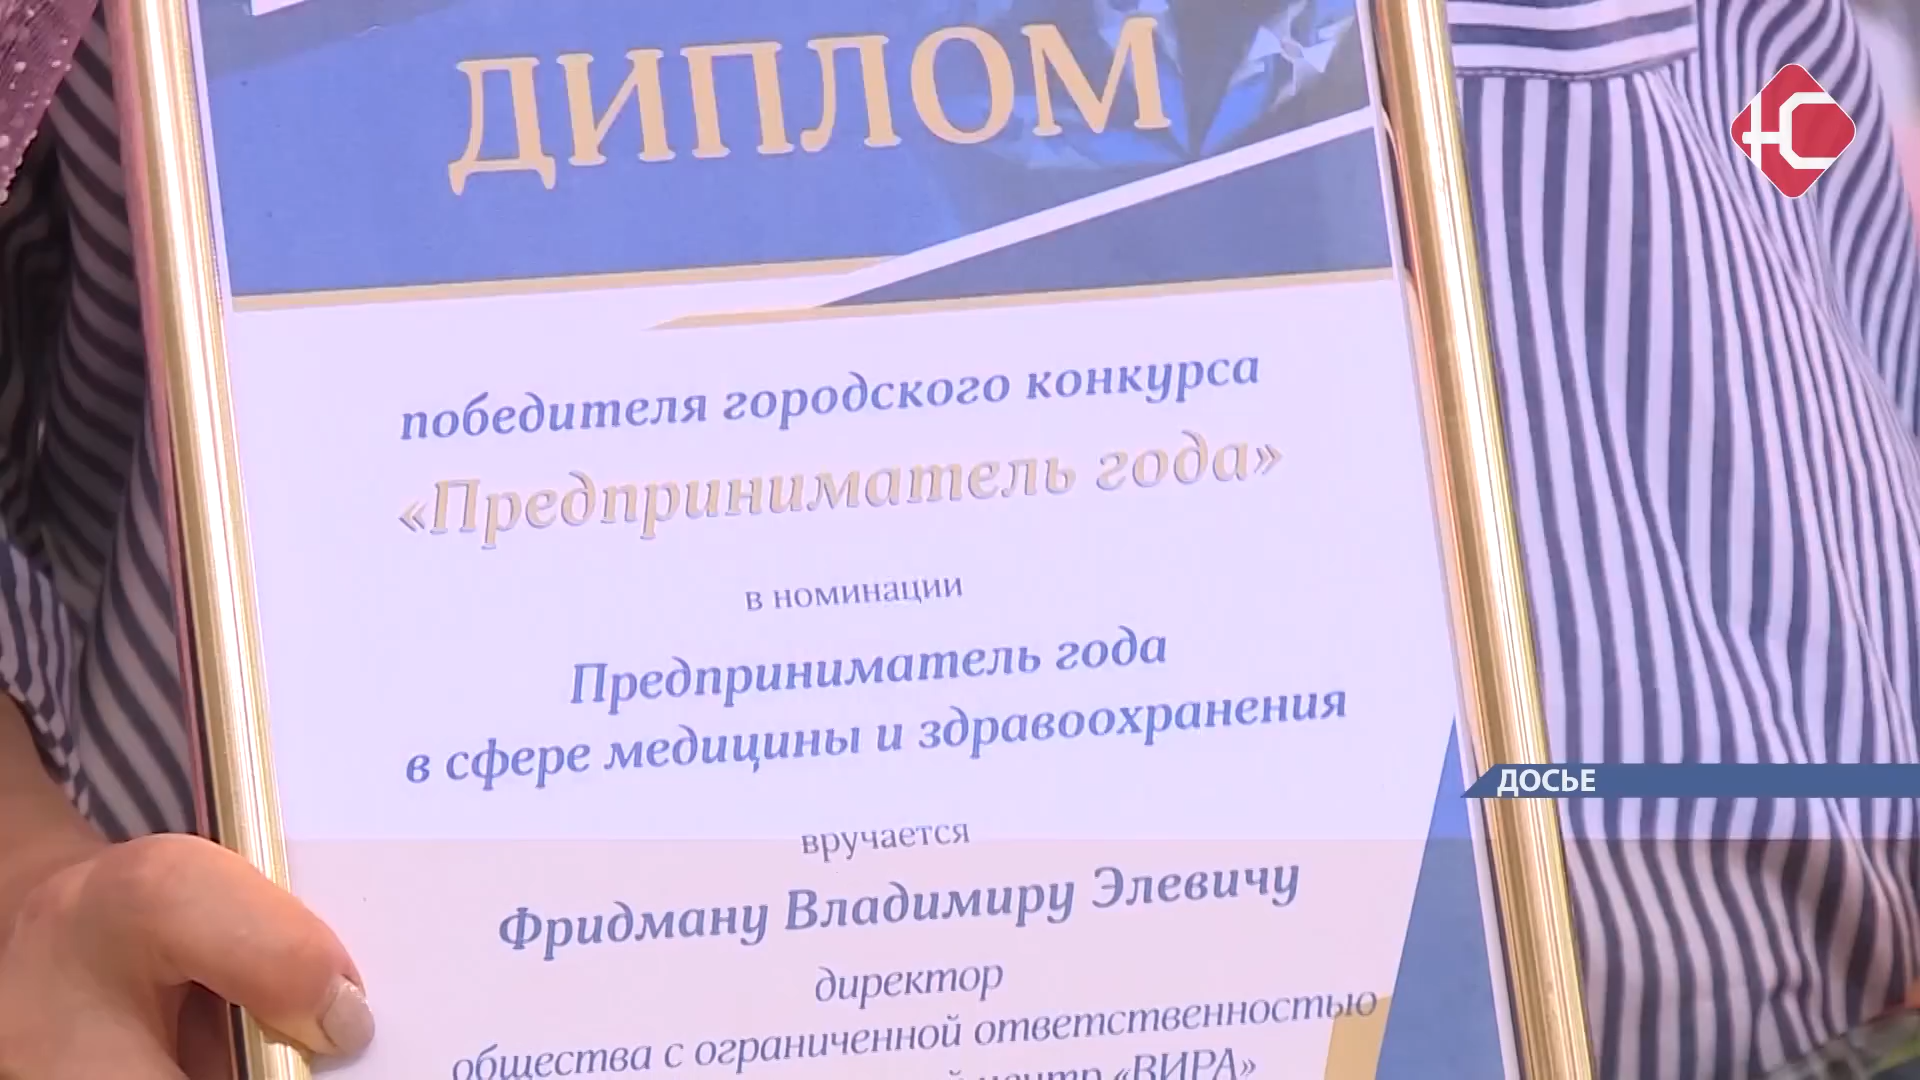 ДИПЛОМ
победителя городского конкурса
«Предприниматель года»
в номинации
Предприниматель года
в сфере медицины и здравоохранения
ДОСЬЕ
вручается
Фридману Владимиру Элевичу
директор
общества с ограниченной ответственностью
центр «ВИРА»